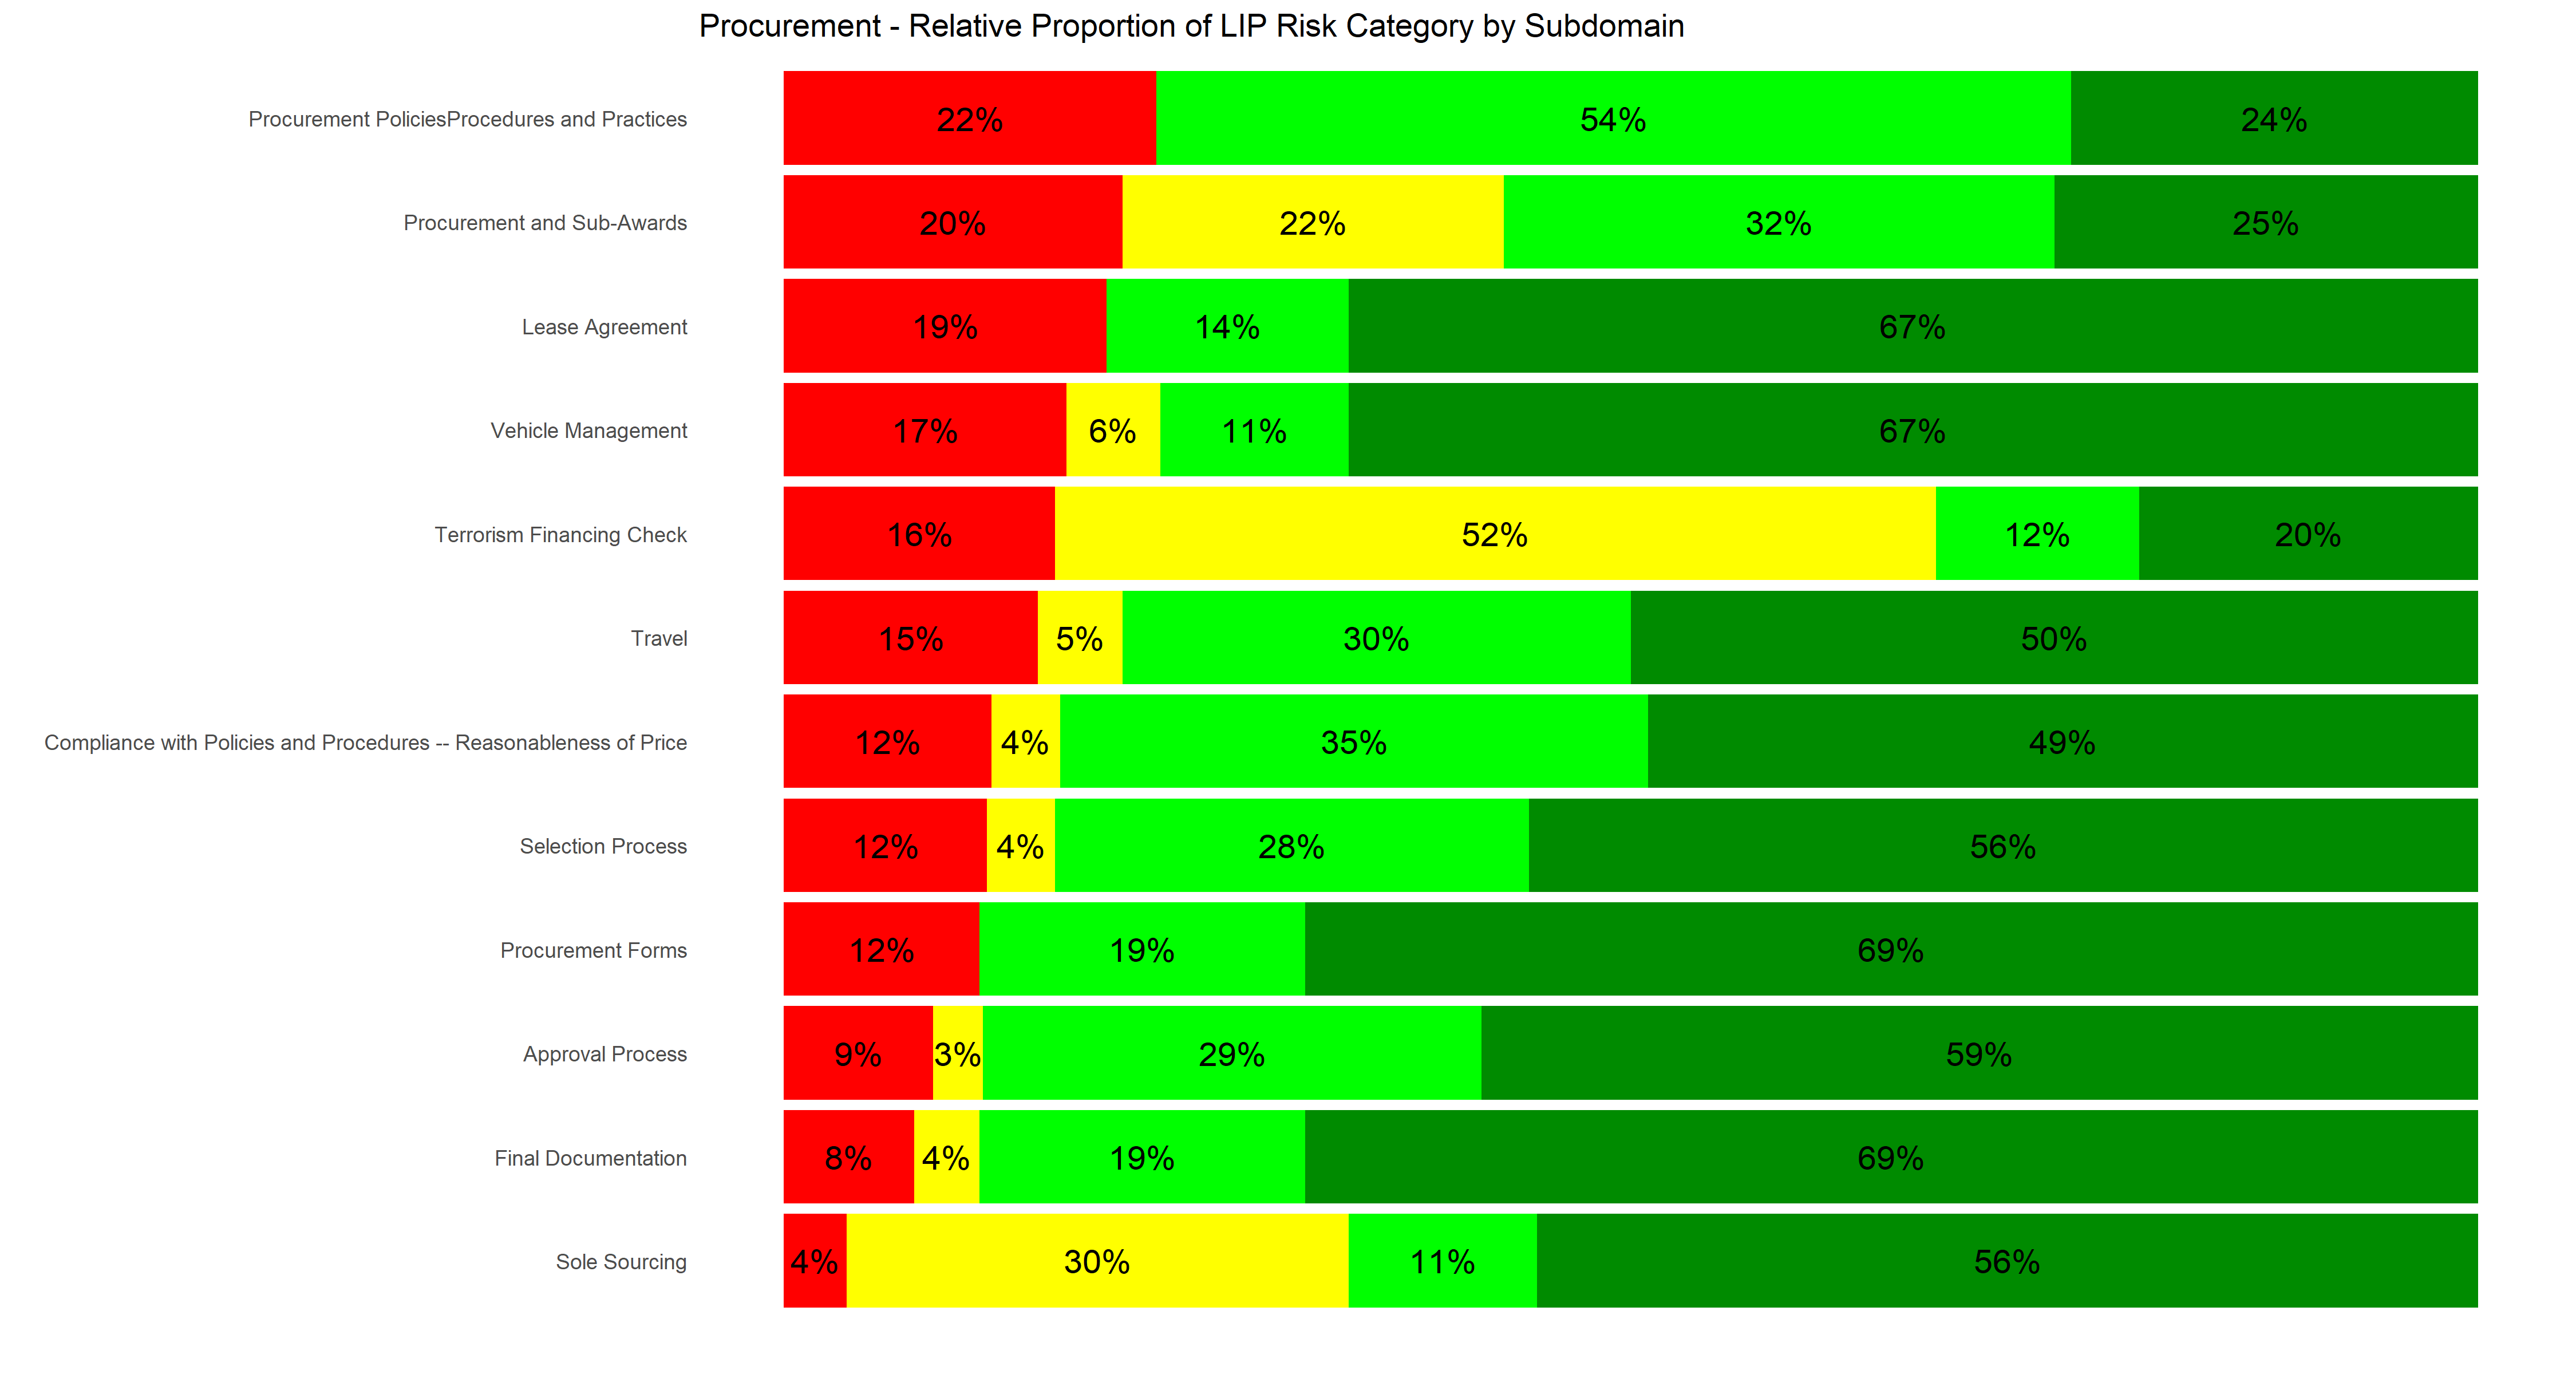 Procurement - Relative Proportion of LIP Risk Category by Subdomain
Procurement PoliciesProcedures and Practices 22% 54% 24%
Procurement and Sub-Awards 20% 22% 32% 25%
Lease Agreement 19% 14% 67%
Vehicle Management 17% 6% 11% 67%
Terrorism Financing Check 16% 52% 12% 20%
Travel 15% 5% 30% 50%
Compliance with Policies and Procedures -- Reasonableness of Price 12% 4% 35% 49%
Selection Process 12% 4% 28% 56%
Procurement Forms 12% 19% 69%
Approval Process 9% 3% 29% 59%
Final Documentation 8% 4% 19% 69%
Sole Sourcing 4% 30% 11% 56%